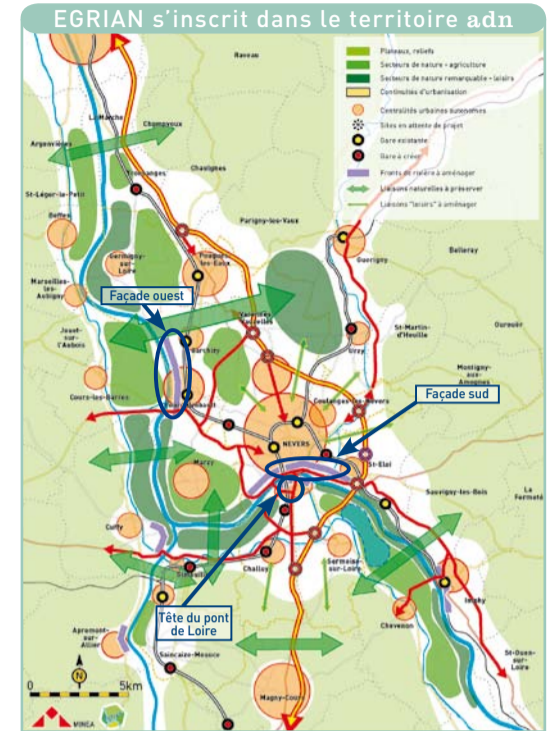 EGRIAN s'inscrit dans le territoire adn
Plateaux, reliefs
Secteurs de nature - agriculture
Secteurs de nature remarquable - loisirs
Continuités d'urbanisation
Centralités urbaines autonomes
Sites en attente de projet
Gare existante
Gare à créer
Fronts de rivière à aménager
Liaisons naturelles à préserver
Liaisons "loisirs" à aménager
Raveau
La Marche
Champvoux
Argenvières
Tronsanges
Chaulgnes
St-Léger-le-Petit
Beffes
Parigny-les-Vaux
Germigny-
sur-
Loire
Pougues-
les-Eaux
Guerigny
Balleray
Marseilles-
les-
Aubigny
Façade ouest
Varennes-
Vauzelles
Jouet-
sur-
l'Aubois
Urzy
St-Martin-
d'Heuille
Ourouër
Montigny-
aux-
Amognes
Façade sud
Cours-les-Barres
Coulanges-les-Nevers
NEVERS
St-Eloi
Marzy
Sauvigny-les-Bois
La
Fermeté
Cuffy
Challuy
Sermoise-
sur-Loire
Imphy
Chevenon
Tête du pont
de Loire
Apremont-
sur-
Allier
Saincaize-Meauce
St-Ouen-
sur-
Loire
Magny-Cours
N
0 5km
MINEA